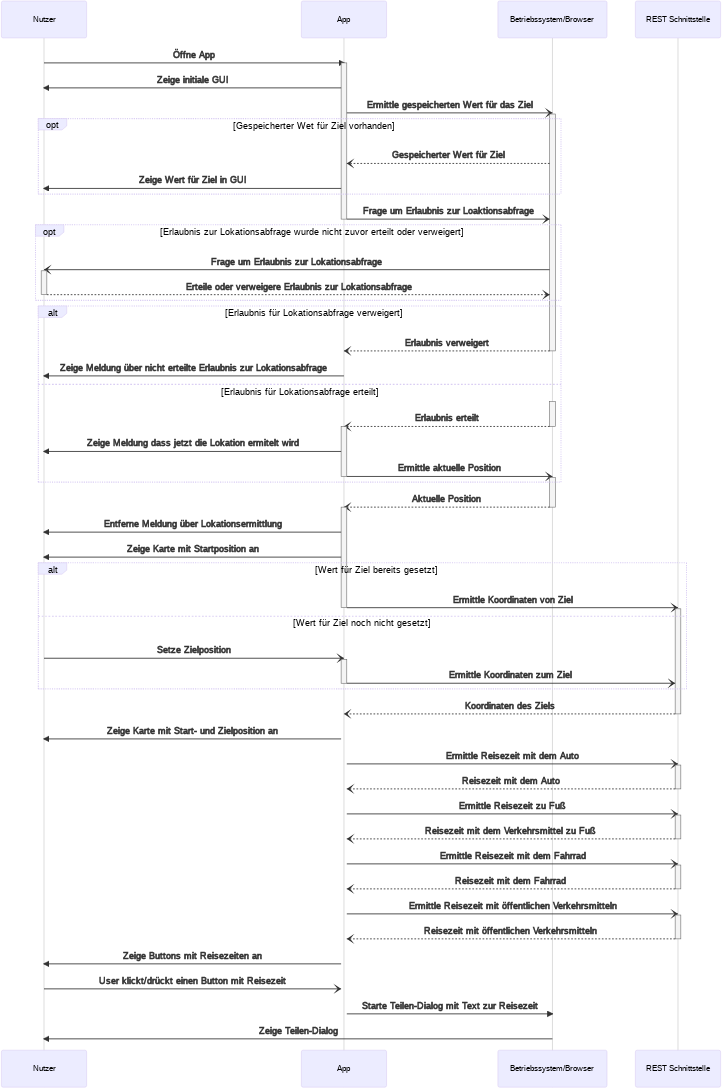 Nutzer
App
Betriebssystem/Browser
REST Schnittstelle
Öffne App
Zeige initiale GUI
Ermittle gespeicherten Wert für das Ziel
opt
[Gespeicherter Wet für Ziel vorhanden]
Gespeicherter Wert für Ziel
Zeige Wert für Ziel in GUI
Frage um Erlaubnis zur Loaktionsabfrage
opt
[Erlaubnis zur Lokationsabfrage wurde nicht zuvor erteilt oder verweigert]
Frage um Erlaubnis zur Lokationsabfrage
Erteile oder verweigere Erlaubnis zur Lokationsabfrage
alt
[Erlaubnis für Lokationsabfrage verweigert]
Erlaubnis verweigert
Zeige Meldung über nicht erteilte Erlaubnis zur Lokationsabfrage
[Erlaubnis für Lokationsabfrage erteilt]
Erlaubnis erteilt
Zeige Meldung dass jetzt die Lokation ermitelt wird
Ermittle aktuelle Position
Aktuelle Position
Entferne Meldung über Lokationsermittlung
Zeige Karte mit Startposition an
alt
[Wert für Ziel bereits gesetzt]
Ermittle Koordinaten von Ziel
[Wert für Ziel noch nicht gesetzt]
Setze Zielposition
Ermittle Koordinaten zum Ziel
Koordinaten des Ziels
Zeige Karte mit Start- und Zielposition an
Ermittle Reisezeit mit dem Auto
Reisezeit mit dem Auto
Ermittle Reisezeit zu Fuß
Reisezeit mit dem Verkehrsmittel zu Fuß
Ermittle Reisezeit mit dem Fahrrad
Reisezeit mit dem Fahrrad
Ermittle Reisezeit mit öffentlichen Verkehrsmitteln
Reisezeit mit öffentlichen Verkehrsmitteln
Zeige Buttons mit Reisezeiten an
User klickt/drückt einen Button mit Reisezeit
Starte Teilen-Dialog mit Text zur Reisezeit
Zeige Teilen-Dialog
Nutzer
App
Betriebssystem/Browser
REST Schnittstelle